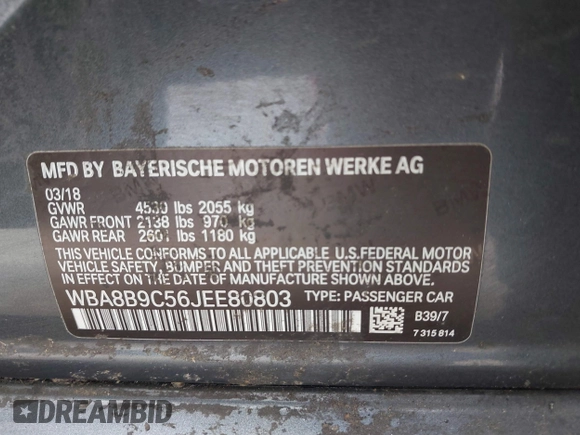 MFD BY BAYERISCHE MOTOREN WERKE AG
03/18
GVWR 4530 lbs 2055 kg
GAWR FRONT 2138 lbs 970 kg
GAWR REAR 2601 lbs 1180 kg
THIS VEHICLE CONFORMS TO ALL APPLICABLE U.S.FEDERAL MOTOR
VEHICLE SAFETY, BUMPER, AND THEFT PREVENTION STANDARDS
IN EFFECT ON THE DATE OF MANUFACTURE SHOWN ABOVE.
WBA8B9C56JEE80803 TYPE: PASSENGER CAR
B39/7
7 315 814
DREAMBID